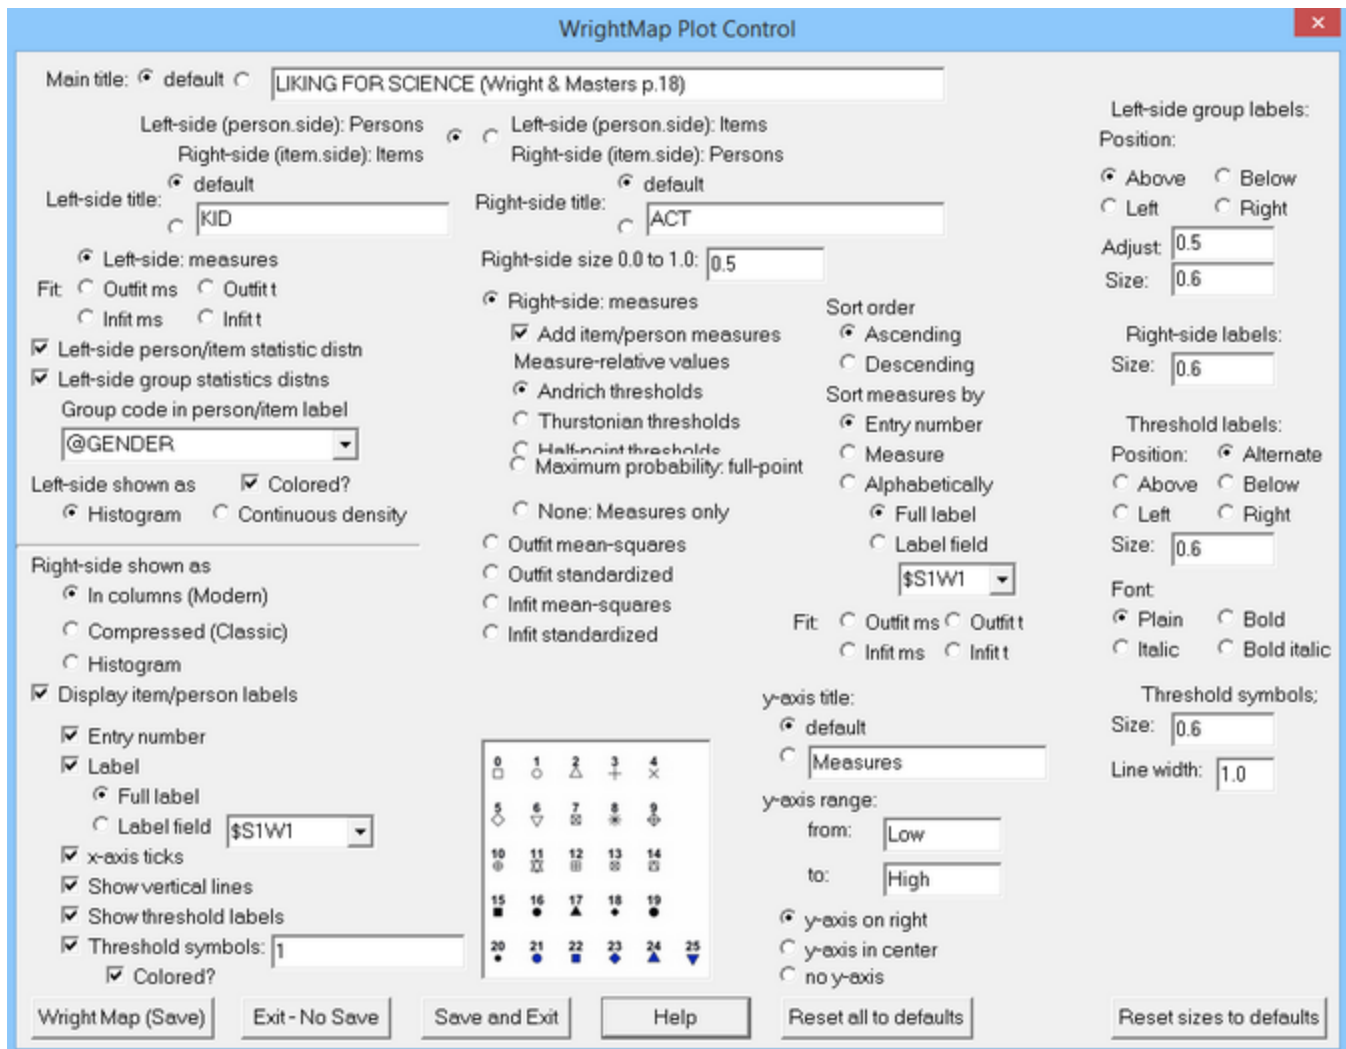 WrightMap Plot Control
Main title: default LIKING FOR SCIENCE (Wright & Masters p.18)
Left-side (person.side): Persons
Right-side (item.side): Items
Left-side (person.side): Items
Right-side (item.side): Persons
Left-side title: default
KID
Right-side title: default
ACT
Left-side: measures
Fit: Outfit ms Outfit t
Infit ms Infit t
Left-side person/item statistic distn
Left-side group statistics distns
Group code in person/item label
@GENDER
Left-side shown as Colored?
Histogram Continuous density
Right-side shown as
In columns (Modern)
Compressed (Classic)
Histogram
Display item/person labels
Entry number
Label
Full label
Label field $S1W1
x-axis ticks
Show vertical lines
Show threshold labels
Threshold symbols: 1
Colored?
Right-side size 0.0 to 1.0: 0.5
Right-side: measures
Add item/person measures
Measure-relative values
Andrich thresholds
Thurstonian thresholds
Half-point thresholds
Maximum probability: full-point
None: Measures only
Outfit mean-squares
Outfit standardized
Infit mean-squares
Infit standardized
0 1 2 3 4
5 6 7 8 9
10 11 12 13 14
15 16 17 18 19
20 21 22 23 24 25
Sort order
Ascending
Descending
Sort measures by
Entry number
Measure
Alphabetically
Full label
Label field
$S1W1
Fit: Outfit ms Outfit t
Infit ms Infit t
y-axis title:
default
Measures
y-axis range:
from: Low
to: High
y-axis on right
y-axis in center
no y-axis
Left-side group labels:
Position:
Above Below
Left Right
Adjust: 0.5
Size: 0.6
Right-side labels:
Size: 0.6
Threshold labels:
Position: Alternate
Above Below
Left Right
Size: 0.6
Font:
Plain Bold
Italic Bold italic
Threshold symbols;
Size: 0.6
Line width: 1.0
Wright Map (Save) Exit - No Save Save and Exit Help Reset all to defaults Reset sizes to defaults